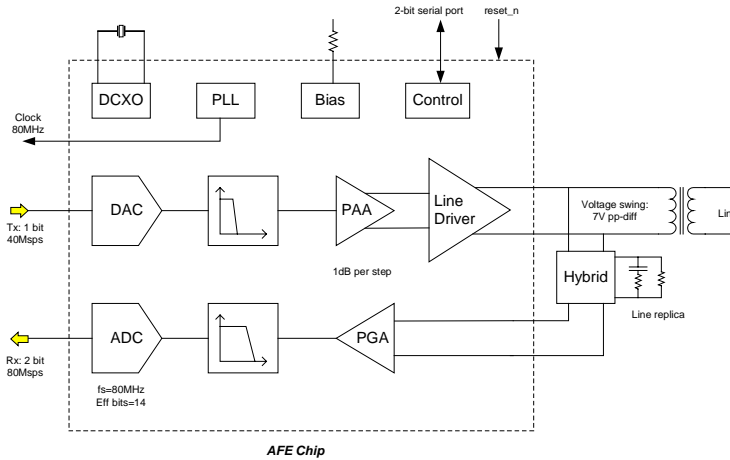 2-bit serial port
reset_n
DCXO
PLL
Bias
Control
Clock
80MHz
DAC
PAA
Line
Driver
Voltage swing:
7V pp-diff
Lin
Tx: 1 bit
40Msps
1dB per step
Hybrid
Line replica
ADC
PGA
Rx: 2 bit
80Msps
fs=80MHz
Eff bits=14
AFE Chip